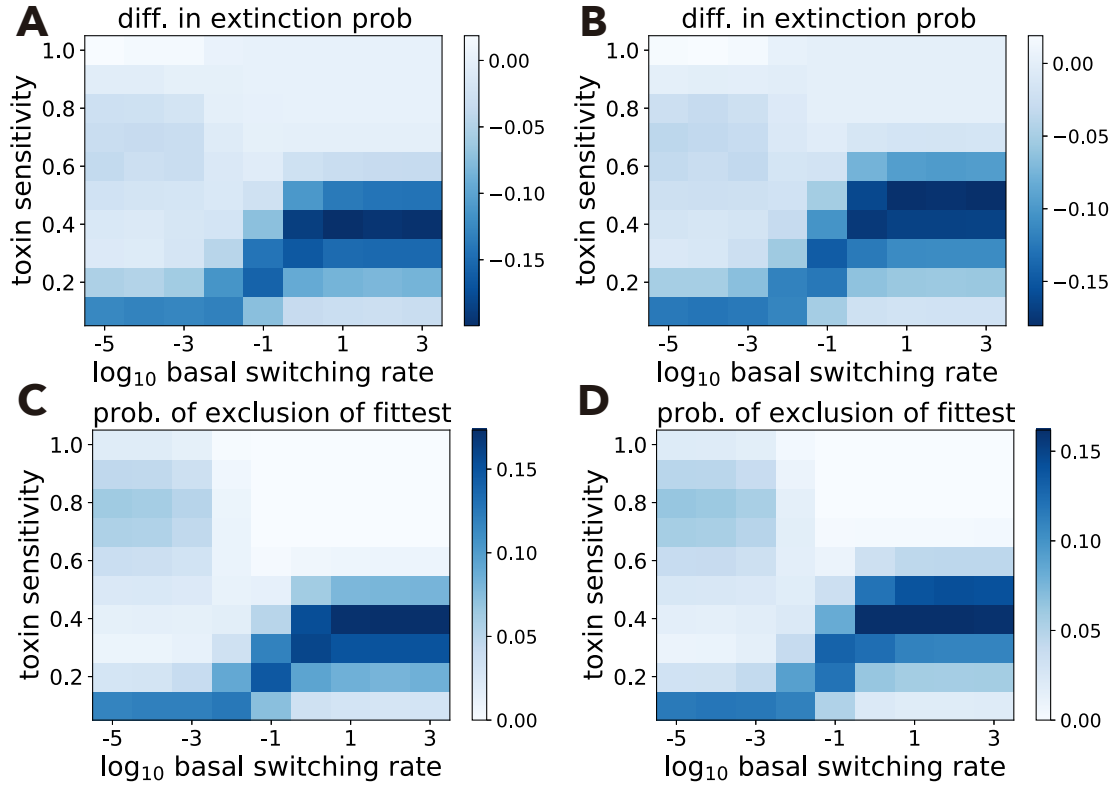 A
diff. in extinction prob
1.0
0.8
0.6
0.4
0.2
toxin sensitivity
-5 -3 -1 1 3
log₁₀ basal switching rate
0.00
−0.05
−0.10
−0.15
B
diff. in extinction prob
1.0
0.8
0.6
0.4
0.2
toxin sensitivity
-5 -3 -1 1 3
log₁₀ basal switching rate
0.00
−0.05
−0.10
−0.15
C
prob. of exclusion of fittest
1.0
0.8
0.6
0.4
0.2
toxin sensitivity
-5 -3 -1 1 3
log₁₀ basal switching rate
0.15
0.10
0.05
0.00
D
prob. of exclusion of fittest
1.0
0.8
0.6
0.4
0.2
toxin sensitivity
-5 -3 -1 1 3
log₁₀ basal switching rate
0.15
0.10
0.05
0.00